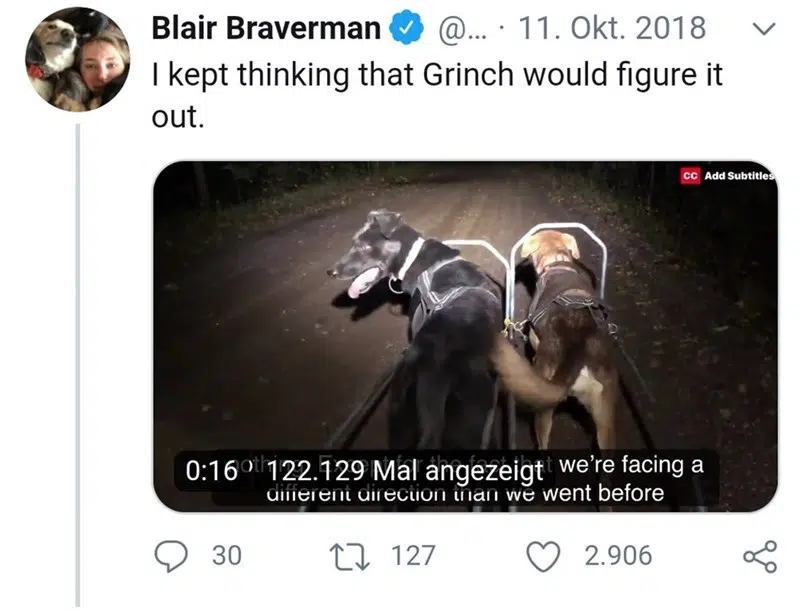 Blair Braverman @... · 11. Okt. 2018
I kept thinking that Grinch would figure it
out.
CC Add Subtitles
0:16 122.129 Mal angezeigt we're facing a
different direction than we went before
30 127 2.906